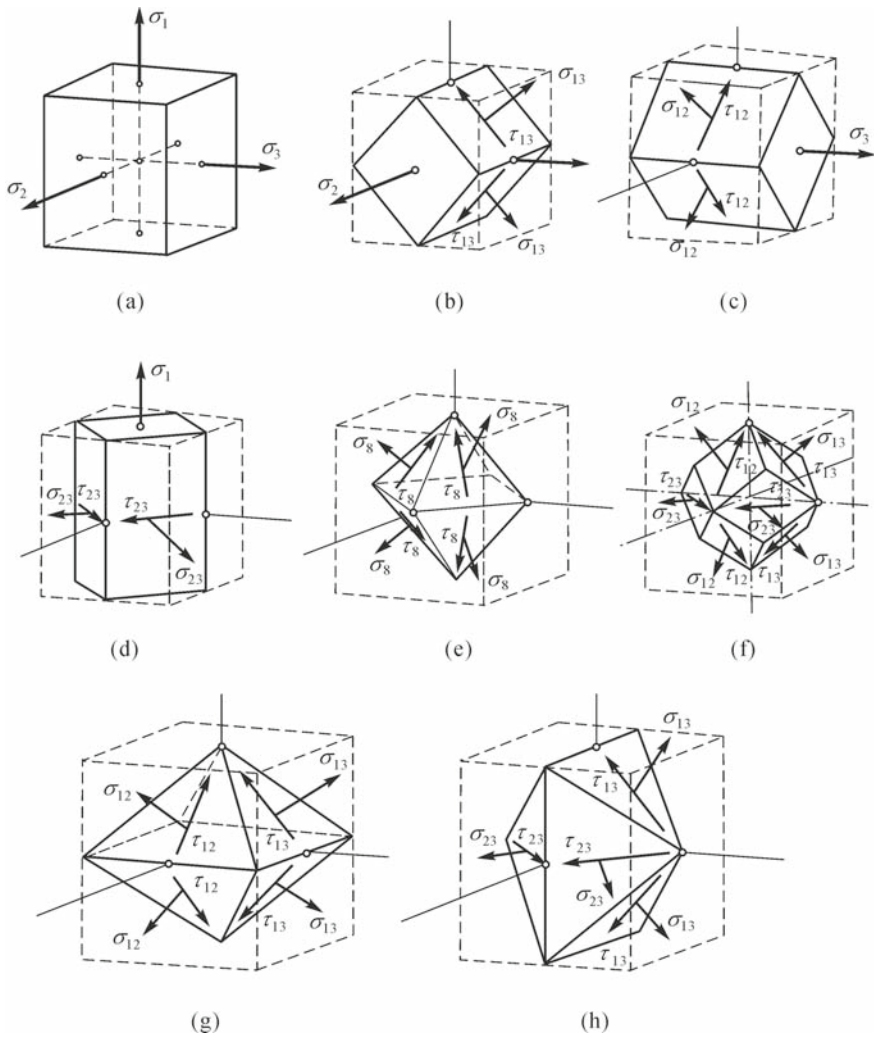 σ1
σ3
σ2
(a)
σ13
τ13
σ2
τ13
σ13
(b)
σ12
τ12
σ3
τ12
σ12
(c)
σ1
σ23 τ23
τ23
σ23
(d)
σ8
σ8
τ8
τ8
τ8
σ8
τ8
σ8
(e)
σ12
σ13
τ12
τ13
τ23
τ13
σ23
σ23
σ12
τ12
τ13
σ13
(f)
σ13
σ12
τ12
τ13
τ12
σ12
τ13
σ13
(g)
σ13
τ13
σ23
τ23
τ23
σ23
σ13
τ13
(h)